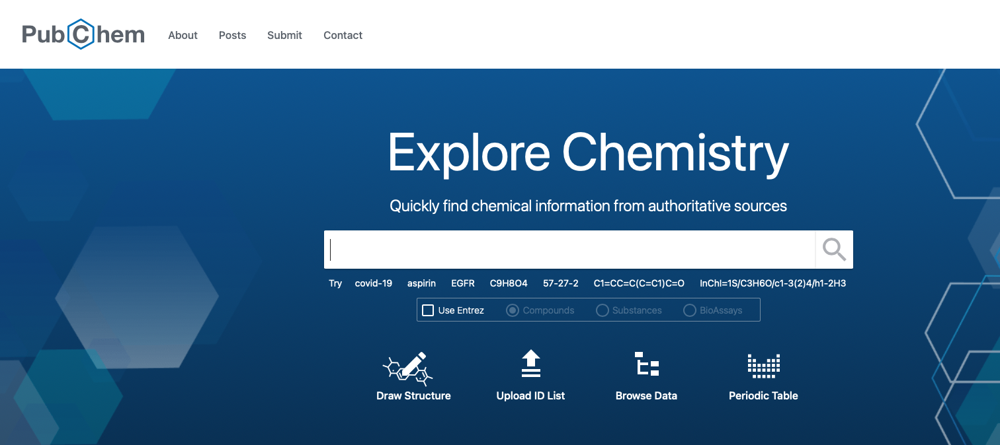 PubChem About Posts Submit Contact
Explore Chemistry
Quickly find chemical information from authoritative sources
Try covid-19 aspirin EGFR C9H8O4 57-27-2 C1=CC=C(C=C1)C=O InChI=1S/C3H6O/c1-3(2)4/h1-2H3
Use Entrez Compounds Substances BioAssays
Draw Structure Upload ID List Browse Data Periodic Table